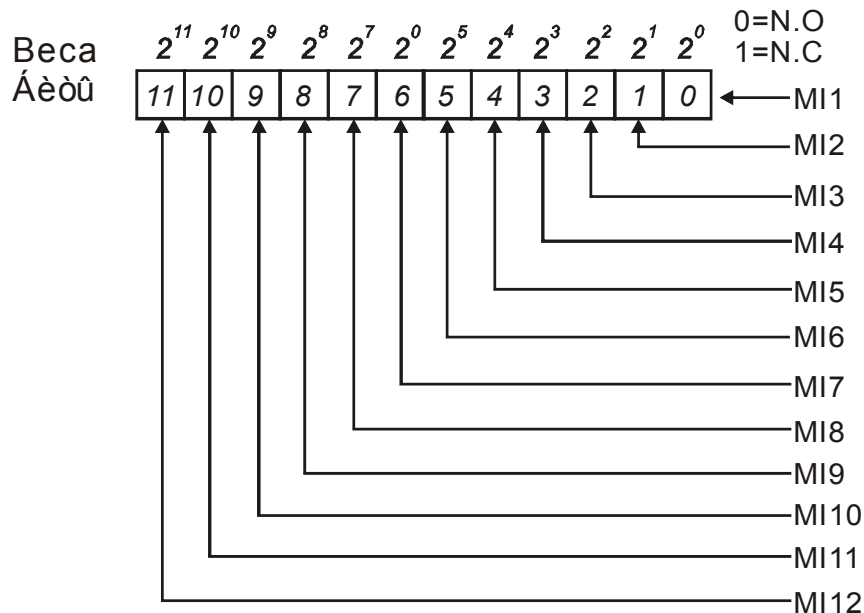 Веса 2¹¹ 2¹⁰ 2⁹ 2⁸ 2⁷ 2⁰ 2⁵ 2⁴ 2³ 2² 2¹ 2⁰ 0=N.O
1=N.C
Áèòû 11 10 9 8 7 6 5 4 3 2 1 0 MI1
MI2
MI3
MI4
MI5
MI6
MI7
MI8
MI9
MI10
MI11
MI12